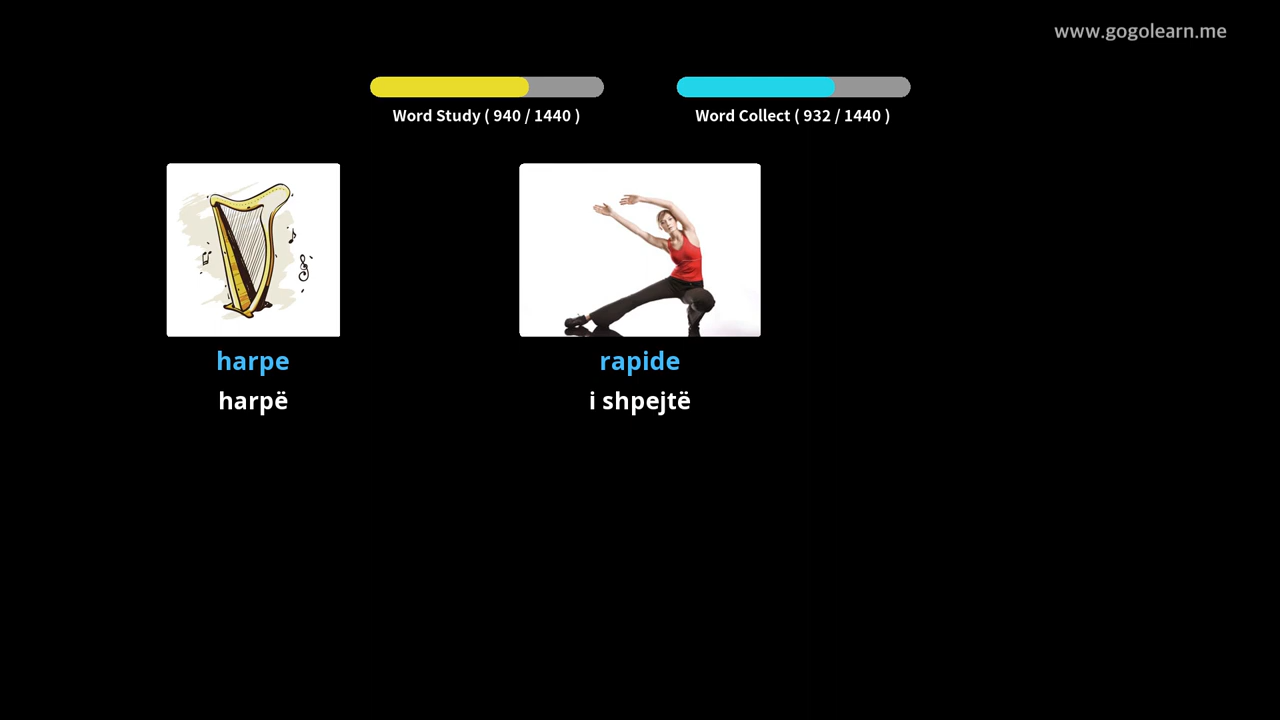 www.gogolearn.me
Word Study ( 940 / 1440 )
Word Collect ( 932 / 1440 )
harpe
harpë
rapide
i shpejtë